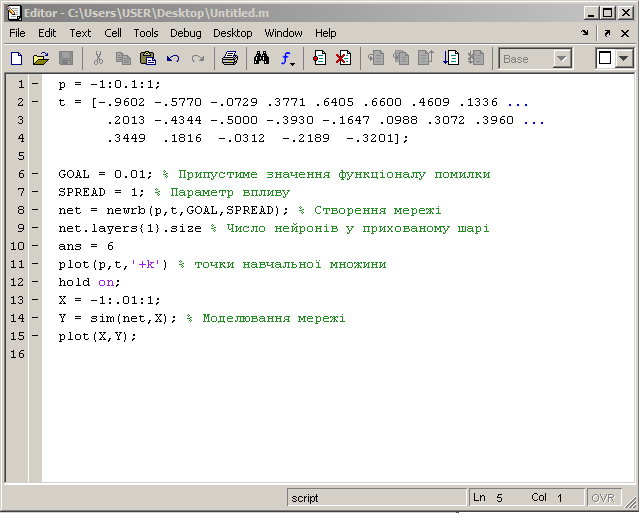 Editor - C:\Users\USER\Desktop\Untitled.m
File Edit Text Cell Tools Debug Desktop Window Help
Base
1 - p = -1:0.1:1;
2 - t = [-.9602 -.5770 -.0729 .3771 .6405 .6600 .4609 .1336 ...
3 .2013 -.4344 -.5000 -.3930 -.1647 .0988 .3072 .3960 ...
4 .3449 .1816 -.0312 -.2189 -.3201];
5
6 - GOAL = 0.01; % Припустиме значення функціоналу помилки
7 - SPREAD = 1; % Параметр впливу
8 - net = newrb(p,t,GOAL,SPREAD); % Створення мережі
9 - net.layers{1}.size % Число нейронів у прихованому шарі
10 - ans = 6
11 - plot(p,t,'+k') % точки навчальної множини
12 - hold on;
13 - X = -1:.01:1;
14 - Y = sim(net,X); % Моделювання мережі
15 - plot(X,Y);
16
script Ln 5 Col 1 OVR